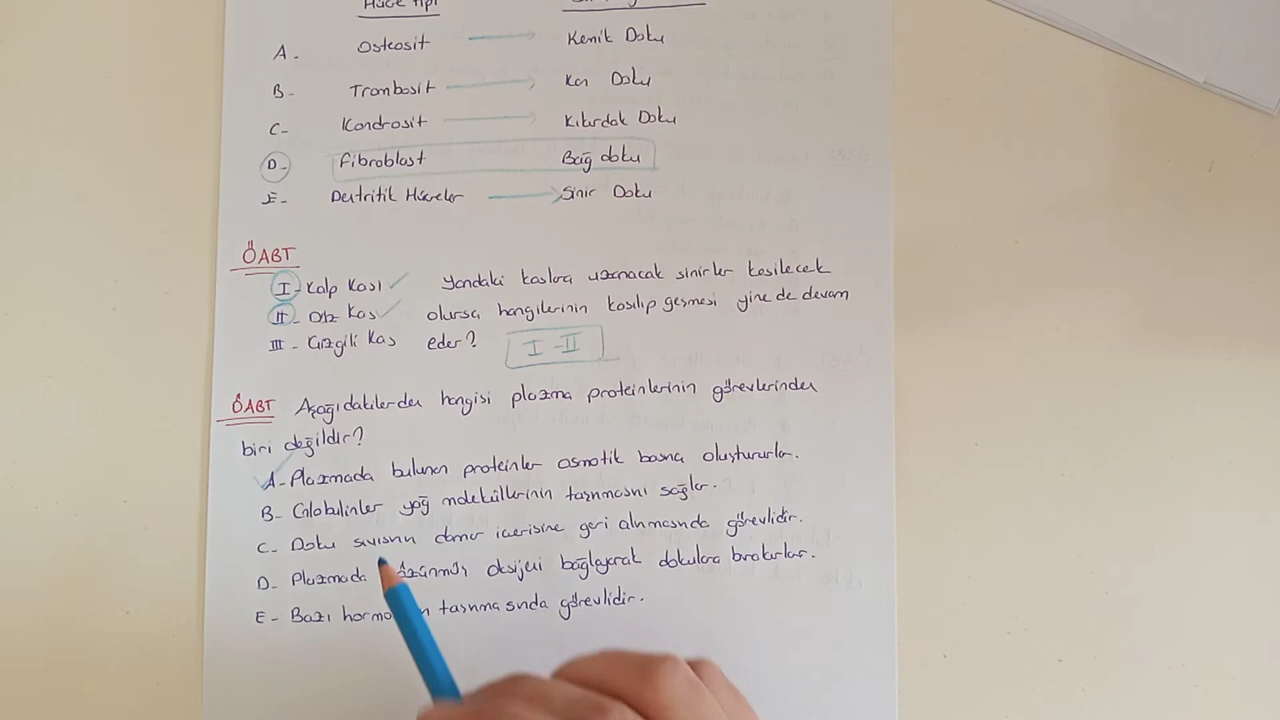 Hücre Tipi
A. Osteosit → Kemik Doku
B- Trombosit → Kan Doku
C- Kondrosit → Kıkırdak Doku
D- Fibroblast Bağ doku
E- Dentritik Hücreler → Sinir Doku
ÖABT
I- Kalp Kası ✓ Yandaki kaslara uzanacak sinirler kesilecek
II- Düz Kas ✓ olursa hangilerinin kasılıp geşmesi yine de devam
III- Çizgili Kas eder? I-II
ÖABT Aşağıdakilerden hangisi plazma proteinlerinin görevlerinden
biri değildir?
A- Plazmada bulunan proteinler osmotik basınç oluştururlar.
B- Globulinler yağ moleküllerinin taşınmasını sağlar.
C- Doku sıvısının damar içerisine geri alınmasında görevlidir.
D- Plazmada çözünmüş oksijeni bağlayarak dokulara bırakırlar.
E- Bazı taşınmasında görevlidir.